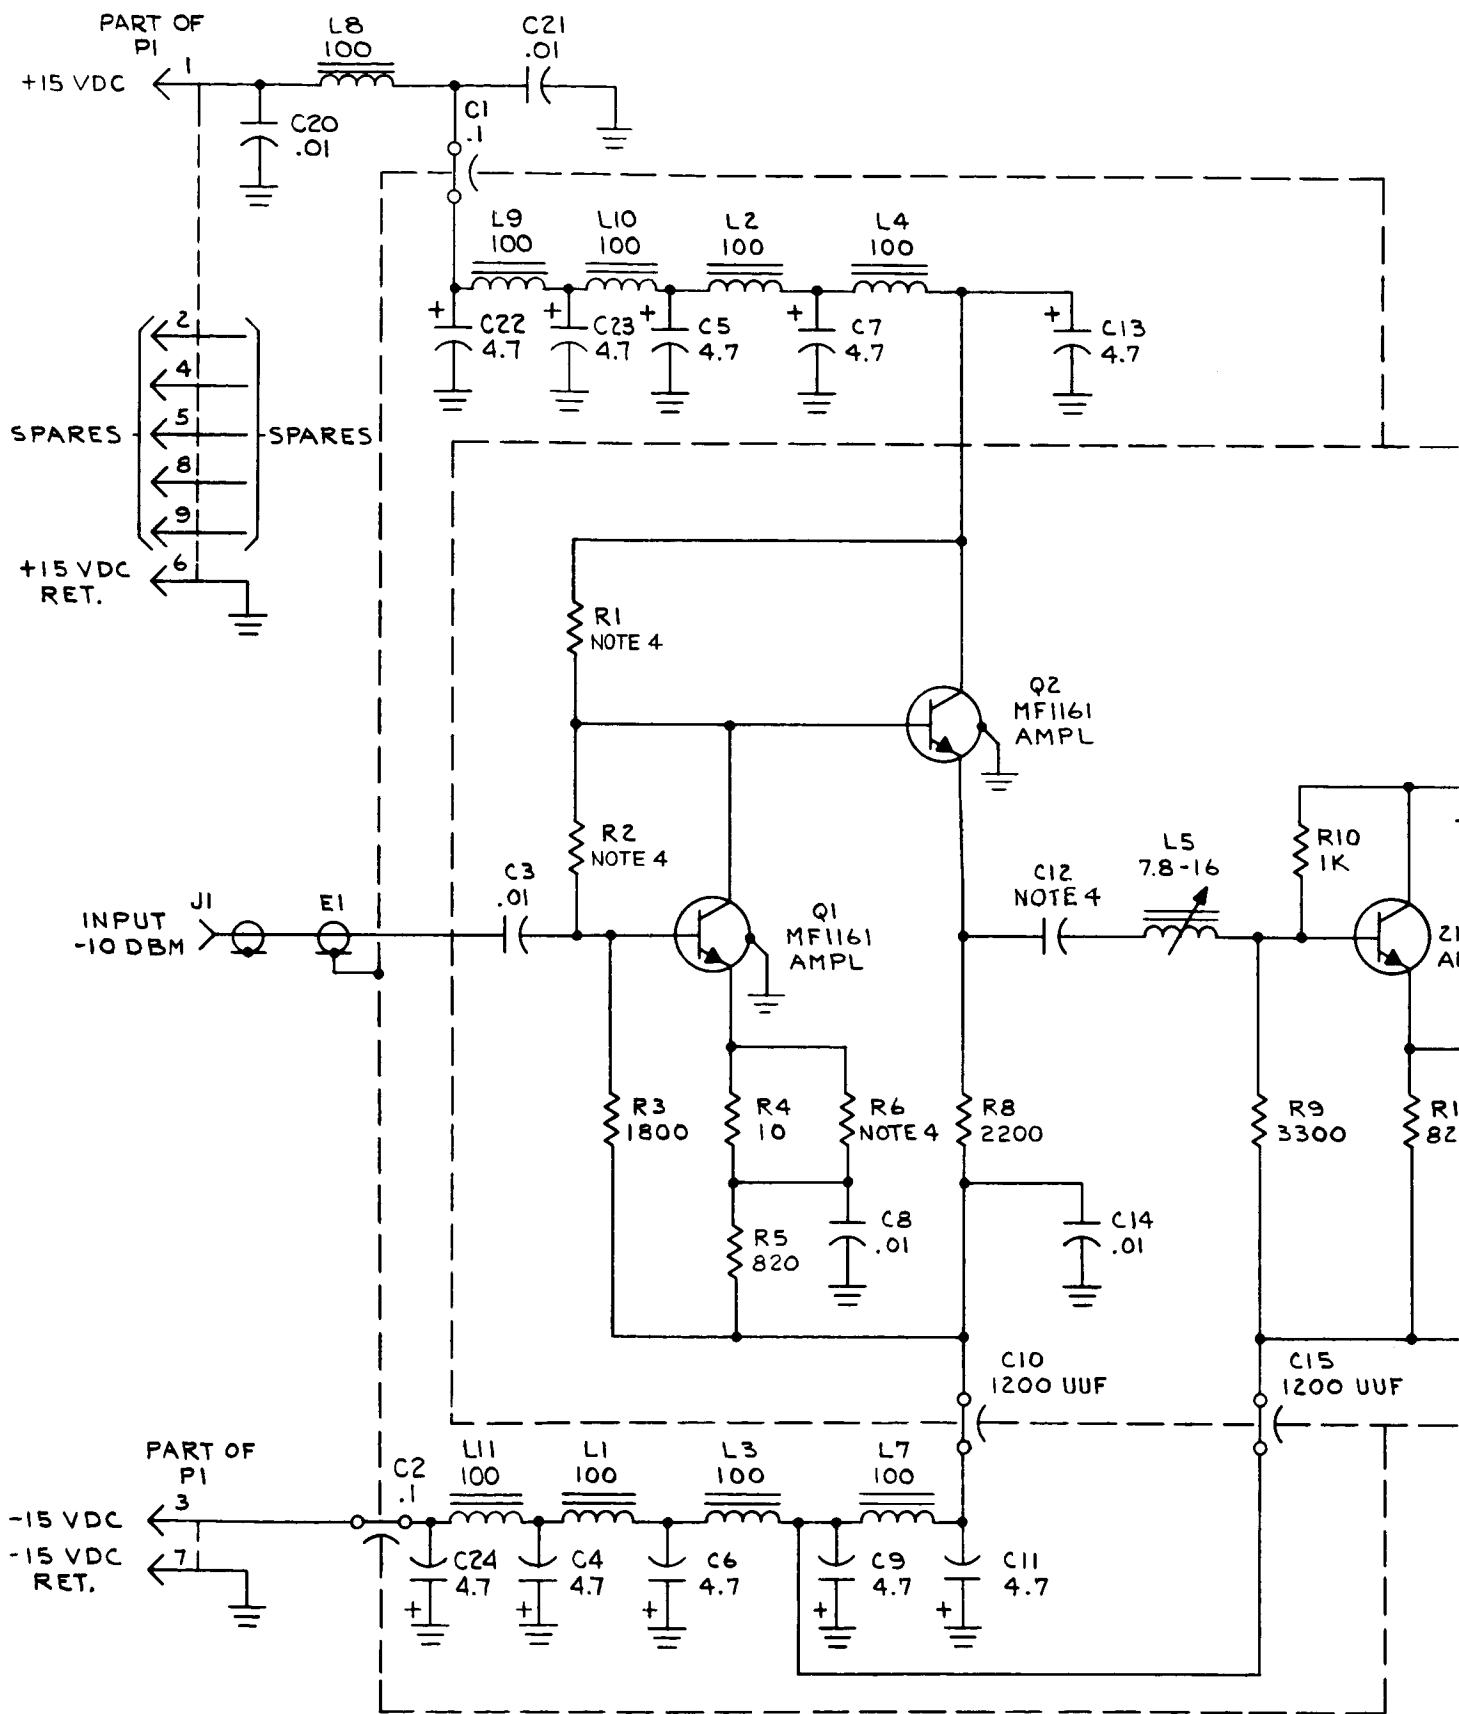 PART OF
P1
1
+15 VDC
L8
100
C21
.01
C20
.01
C1
.1
L9
100
L10
100
L2
100
L4
100
+
C22
4.7
+
C23
4.7
+
C5
4.7
+
C7
4.7
+
C13
4.7
2
4
5
8
9
SPARES
SPARES
6
+15 VDC
RET.
R1
NOTE 4
Q2
MF1161
AMPL
R2
NOTE 4
C3
.01
J1
E1
INPUT
-10 DBM
Q1
MF1161
AMPL
C12
NOTE 4
L5
7.8-16
R10
1K
R3
1800
R4
10
R6
NOTE 4
R8
2200
R9
3300
R1
82
R5
820
C8
.01
C14
.01
C10
1200 UUF
C15
1200 UUF
PART OF
P1
3
-15 VDC
7
-15 VDC
RET.
C2
.1
L11
100
L1
100
L3
100
L7
100
C24
4.7
+
C4
4.7
+
C6
4.7
+
C9
4.7
+
C11
4.7
+